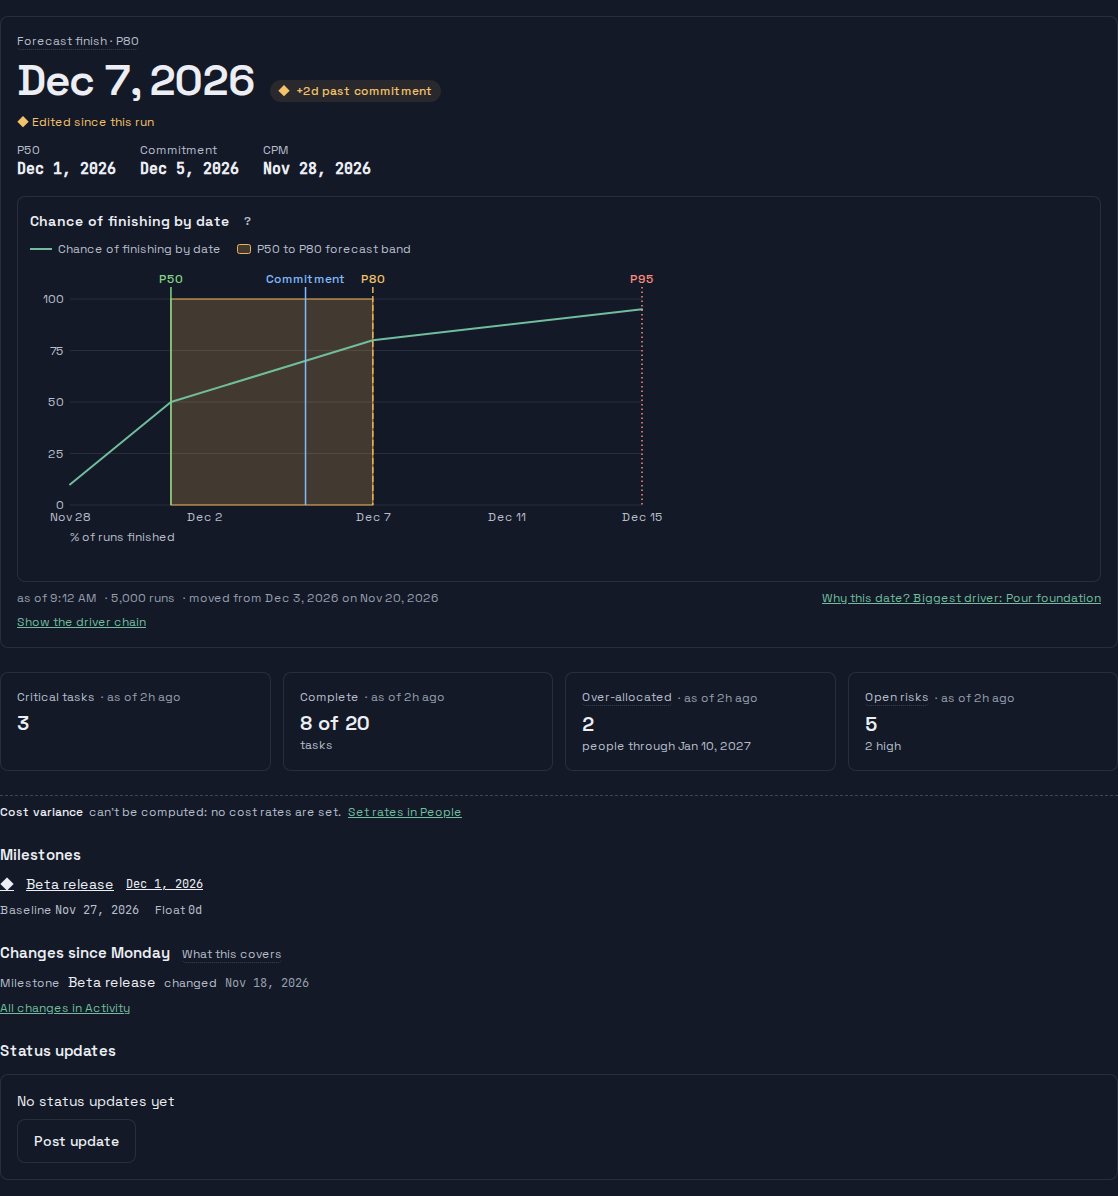 Forecast finish · P80
Dec 7, 2026
+2d past commitment
Edited since this run
P50 Commitment CPM
Dec 1, 2026 Dec 5, 2026 Nov 28, 2026
Chance of finishing by date ?
Chance of finishing by date P50 to P80 forecast band
P50 Commitment P80 P95
100
75
50
25
0
Nov 28 Dec 2 Dec 7 Dec 11 Dec 15
% of runs finished
as of 9:12 AM · 5,000 runs · moved from Dec 3, 2026 on Nov 20, 2026
Why this date? Biggest driver: Pour foundation
Show the driver chain
Critical tasks · as of 2h ago
3
Complete · as of 2h ago
8 of 20
tasks
Over-allocated · as of 2h ago
2
people through Jan 10, 2027
Open risks · as of 2h ago
5
2 high
Cost variance can't be computed: no cost rates are set. Set rates in People
Milestones
Beta release Dec 1, 2026
Baseline Nov 27, 2026 Float 0d
Changes since Monday What this covers
Milestone Beta release changed Nov 18, 2026
All changes in Activity
Status updates
No status updates yet
Post update